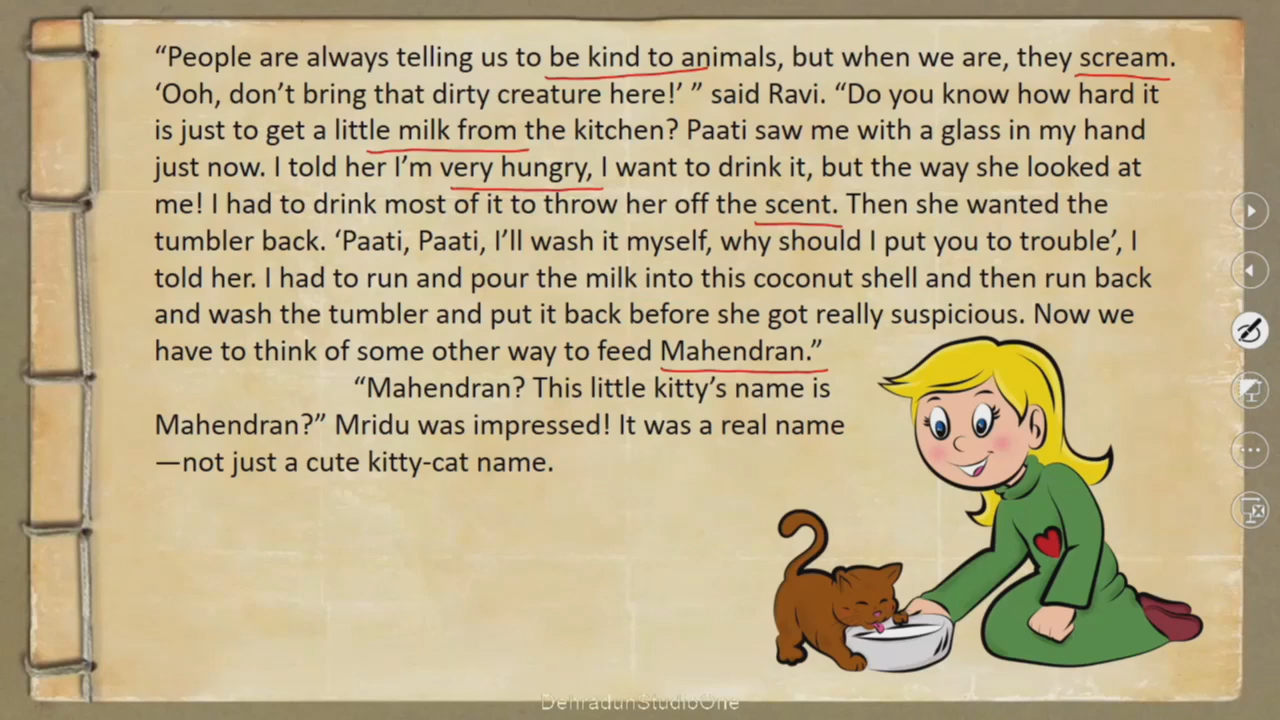 “People are always telling us to be kind to animals, but when we are, they scream.
‘Ooh, don’t bring that dirty creature here!’ ” said Ravi. “Do you know how hard it
is just to get a little milk from the kitchen? Paati saw me with a glass in my hand
just now. I told her I’m very hungry, I want to drink it, but the way she looked at
me! I had to drink most of it to throw her off the scent. Then she wanted the
tumbler back. ‘Paati, Paati, I’ll wash it myself, why should I put you to trouble’, I
told her. I had to run and pour the milk into this coconut shell and then run back
and wash the tumbler and put it back before she got really suspicious. Now we
have to think of some other way to feed Mahendran.”
“Mahendran? This little kitty’s name is
Mahendran?” Mridu was impressed! It was a real name
—not just a cute kitty-cat name.
DehradunStudioOne